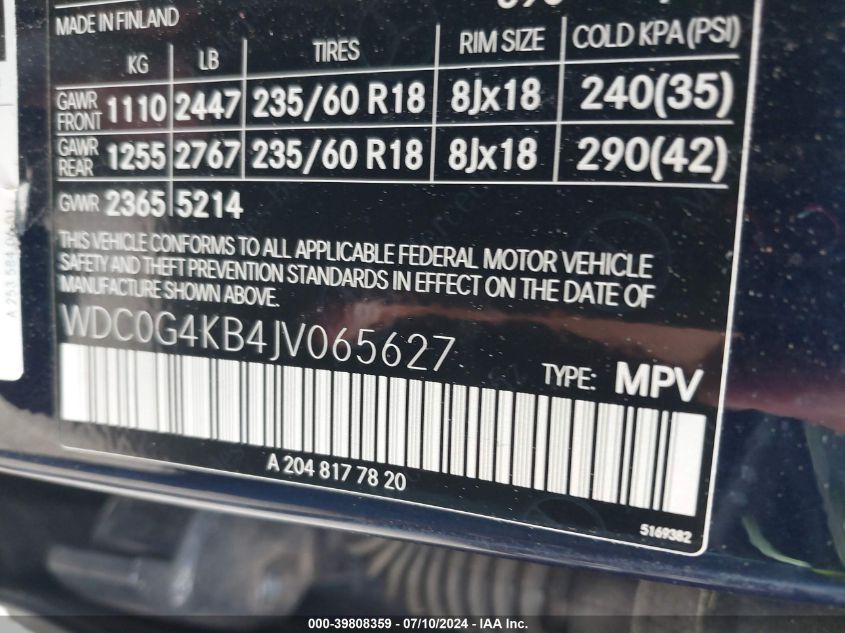 MADE IN FINLAND
KG LB TIRES RIM SIZE COLD KPA (PSI)
GAWR FRONT 1110 2447 235/60 R18 8Jx18 240(35)
GAWR REAR 1255 2767 235/60 R18 8Jx18 290(42)
GVWR 2365 5214
THIS VEHICLE CONFORMS TO ALL APPLICABLE FEDERAL MOTOR VEHICLE
SAFETY AND THEFT PREVENTION STANDARDS IN EFFECT ON THE DATE OF
MANUFACTURE SHOWN ABOVE.
WDC0G4KB4JV065627
TYPE: MPV
A 204 817 78 20
5169382
000-39808359 / 07/10/2024 - IAA Inc.